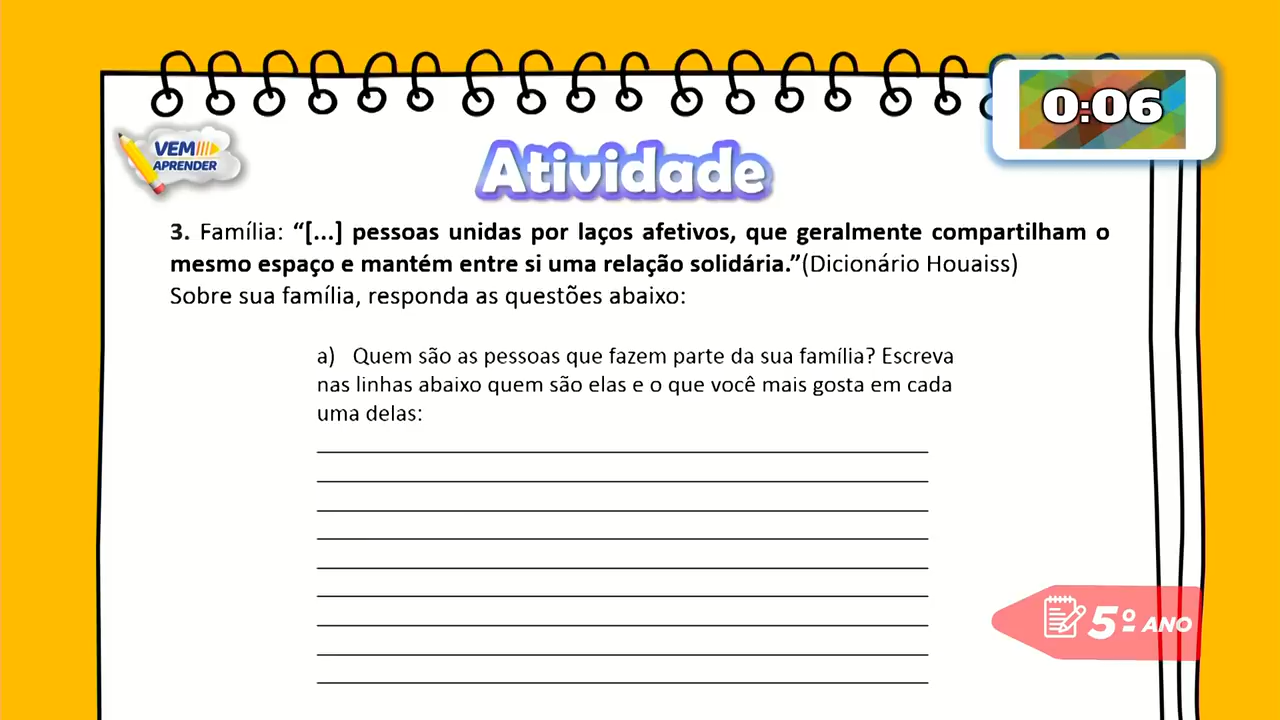 0:06
VEM
APRENDER
Atividade
3. Família: “[...] pessoas unidas por laços afetivos, que geralmente compartilham o
mesmo espaço e mantém entre si uma relação solidária.”(Dicionário Houaiss)
Sobre sua família, responda as questões abaixo:
a) Quem são as pessoas que fazem parte da sua família? Escreva
nas linhas abaixo quem são elas e o que você mais gosta em cada
uma delas:
5º ANO